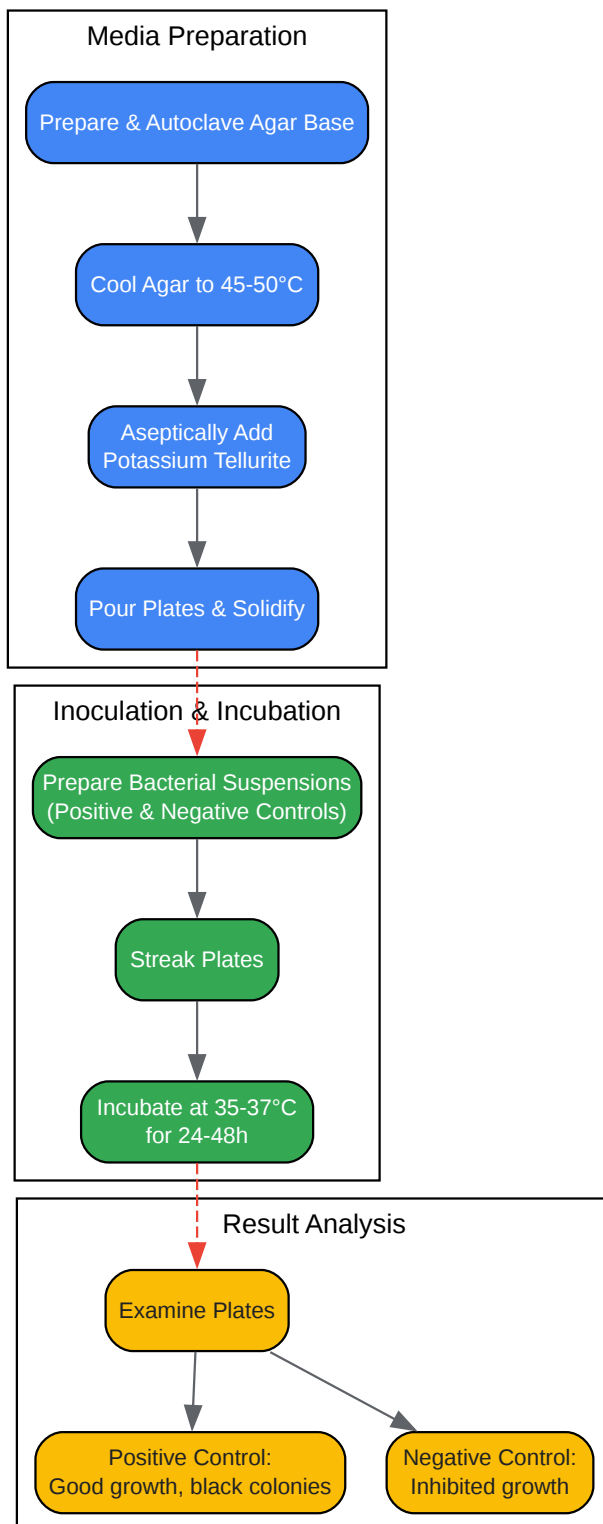 Media Preparation
Prepare & Autoclave Agar Base
Cool Agar to 45-50°C
Aseptically Add
Potassium Tellurite
Pour Plates & Solidify
Inoculation & Incubation
Prepare Bacterial Suspensions
(Positive & Negative Controls)
Streak Plates
Incubate at 35-37°C
for 24-48h
Result Analysis
Examine Plates
Positive Control:
Good growth, black colonies
Negative Control:
Inhibited growth